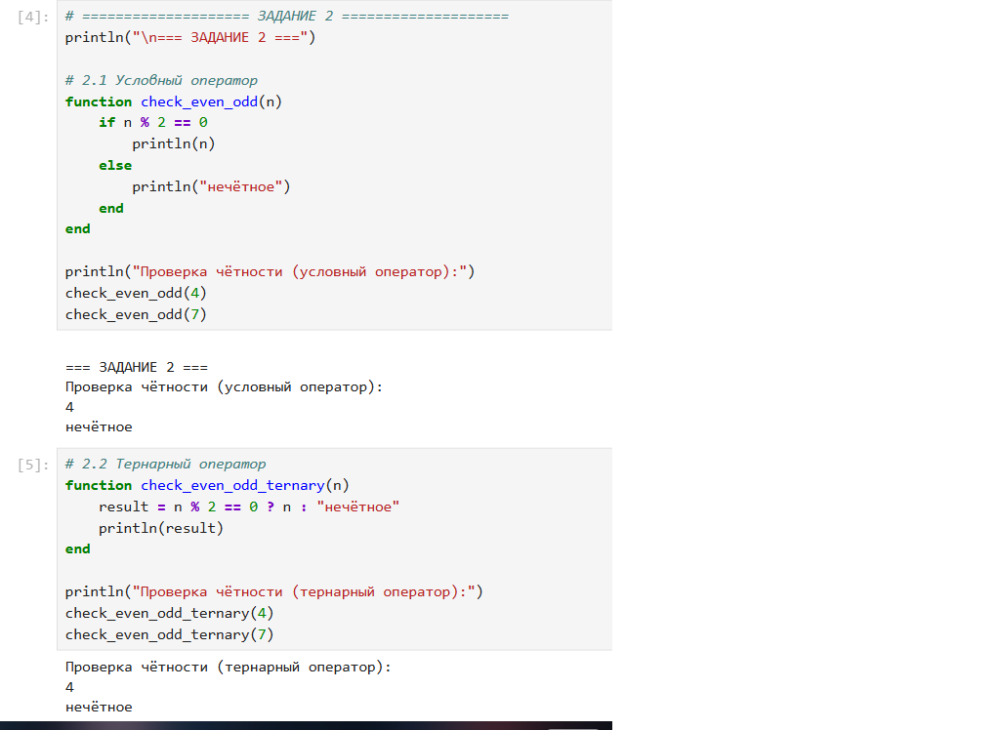 [4]: # ==================== ЗАДАНИЕ 2 ====================
println("\n=== ЗАДАНИЕ 2 ===")
# 2.1 Условный оператор
function check_even_odd(n)
    if n % 2 == 0
        println(n)
    else
        println("нечётное")
    end
end
println("Проверка чётности (условный оператор):")
check_even_odd(4)
check_even_odd(7)
=== ЗАДАНИЕ 2 ===
Проверка чётности (условный оператор):
4
нечётное
[5]: # 2.2 Тернарный оператор
function check_even_odd_ternary(n)
    result = n % 2 == 0 ? n : "нечётное"
    println(result)
end
println("Проверка чётности (тернарный оператор):")
check_even_odd_ternary(4)
check_even_odd_ternary(7)
Проверка чётности (тернарный оператор):
4
нечётное